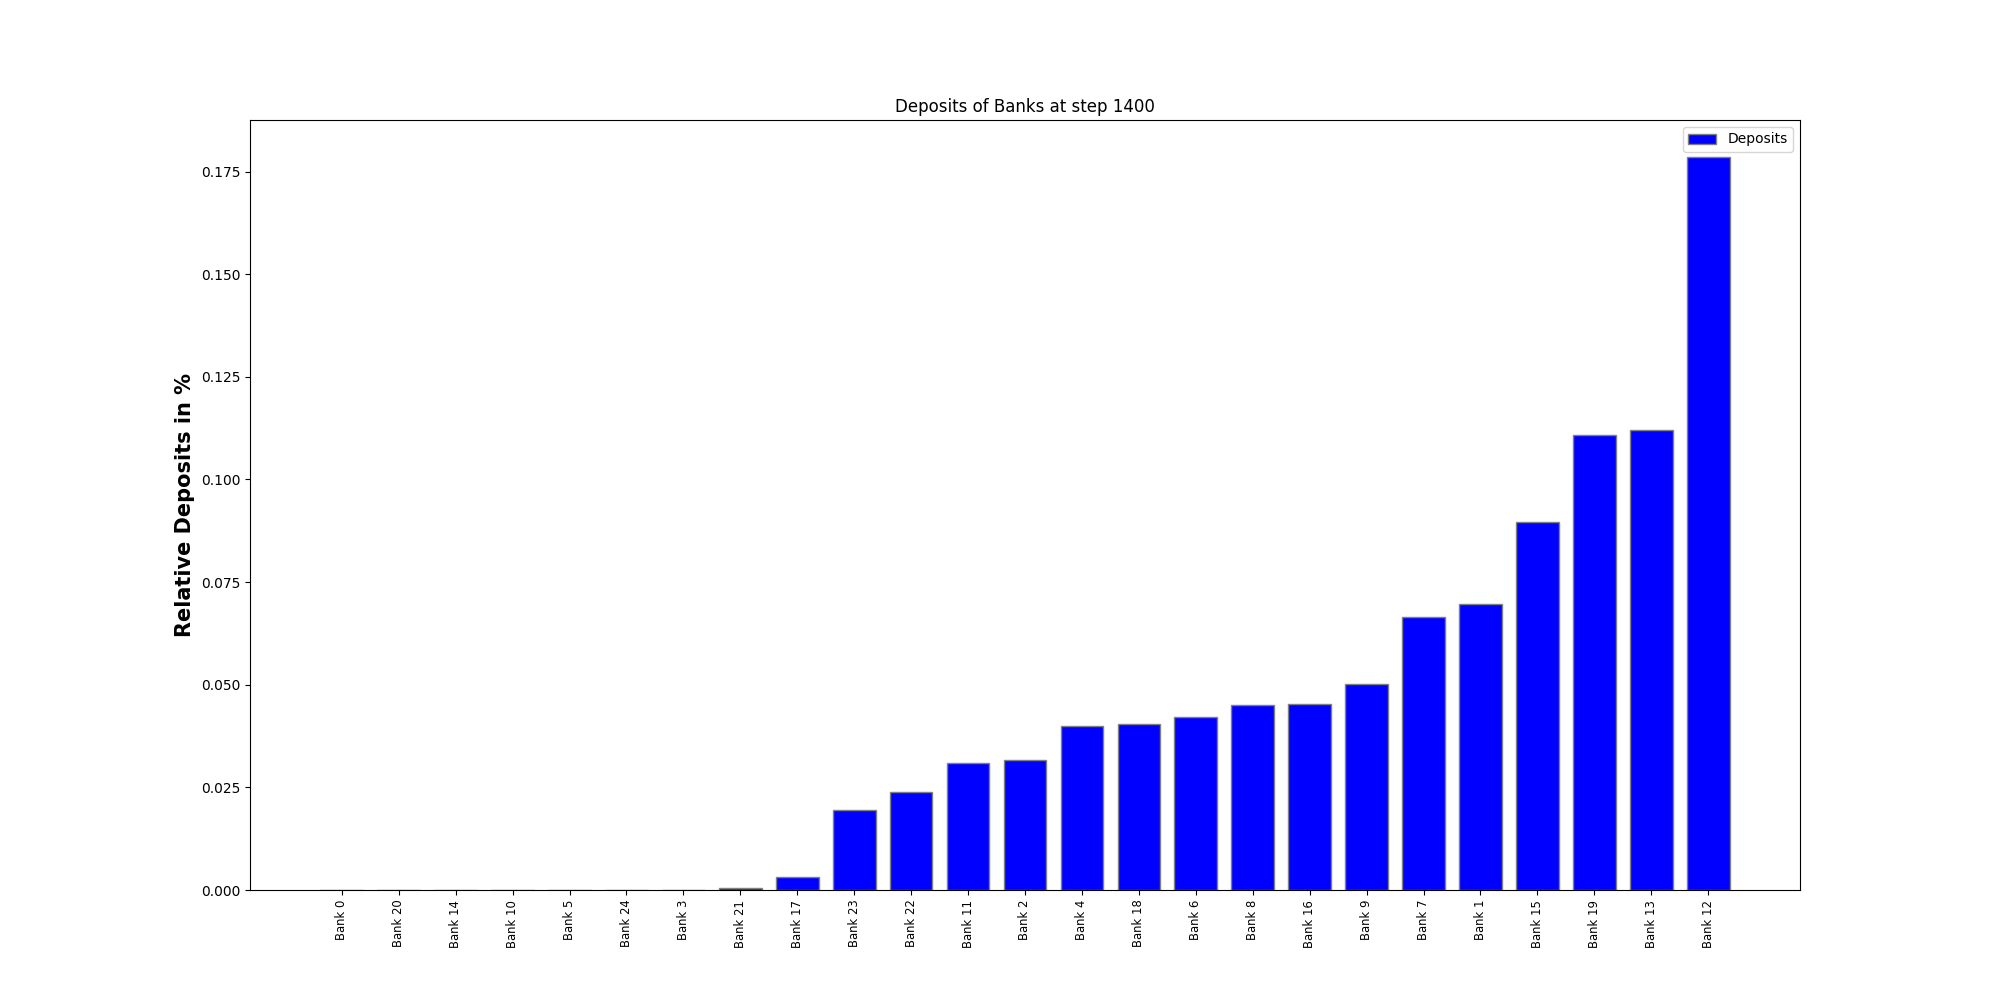 Deposits of Banks at step 1400
Deposits
Relative Deposits in %
0.175
0.150
0.125
0.100
0.075
0.050
0.025
0.000
Bank 0
Bank 20
Bank 14
Bank 10
Bank 5
Bank 24
Bank 3
Bank 21
Bank 17
Bank 23
Bank 22
Bank 11
Bank 2
Bank 4
Bank 18
Bank 6
Bank 8
Bank 16
Bank 9
Bank 7
Bank 1
Bank 15
Bank 19
Bank 13
Bank 12